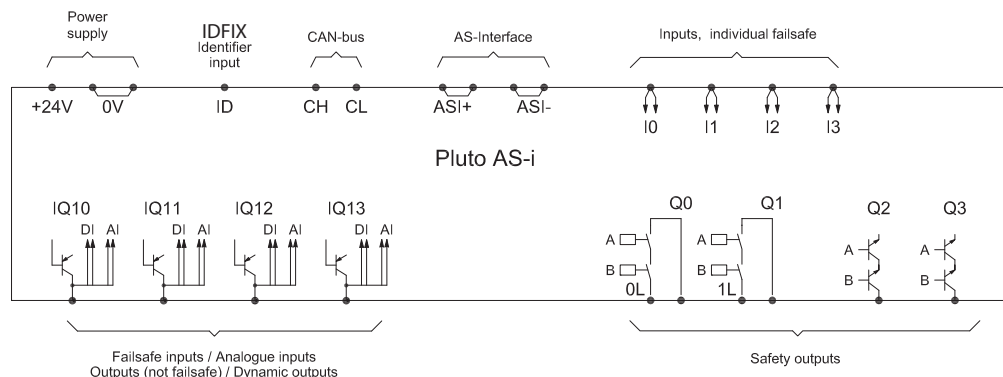 Power
supply
IDFIX
Identifier
input
CAN-bus
AS-Interface
Inputs, individual failsafe
+24V 0V ID CH CL ASI+ ASI- I0 I1 I2 I3
Pluto AS-i
IQ10 IQ11 IQ12 IQ13 Q0 Q1 Q2 Q3
DI AI DI AI DI AI DI AI
A A A
B B B
A
B
0L 1L
Failsafe inputs / Analogue inputs
Outputs (not failsafe) / Dynamic outputs
Safety outputs